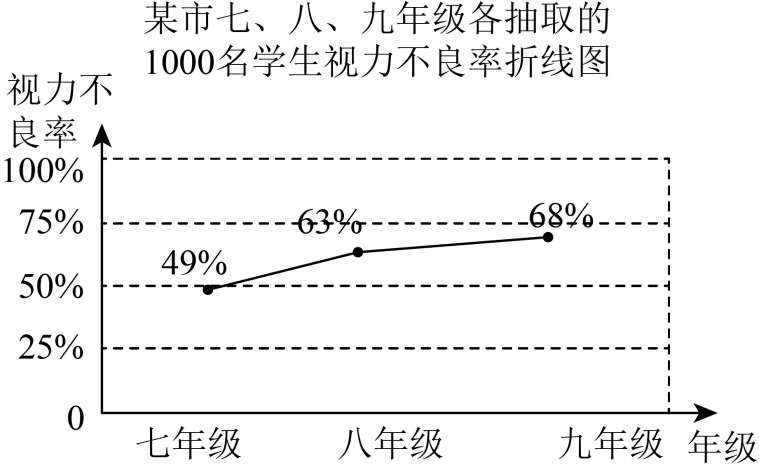 某市七、八、九年级各抽取的
1000名学生视力不良率折线图
视力不
良率
100%
75%
50%
25%
0
49%
63%
68%
七年级
八年级
九年级
年级